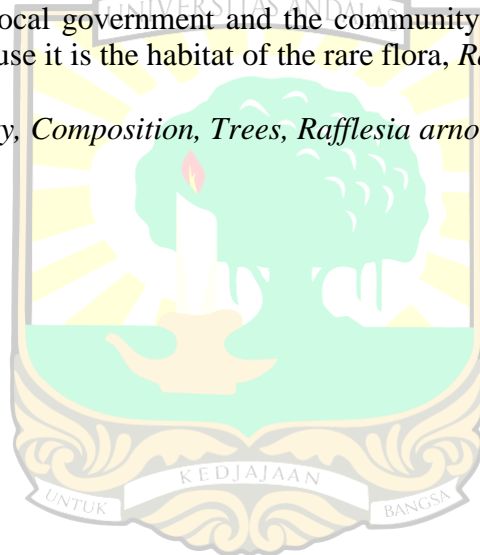 UNIVERSITAS ANDALAS
ocal government and the community
use it is the habitat of the rare flora, Ra
y, Composition, Trees, Rafflesia arno
UNTUK KEDJAJAAN BANGSA